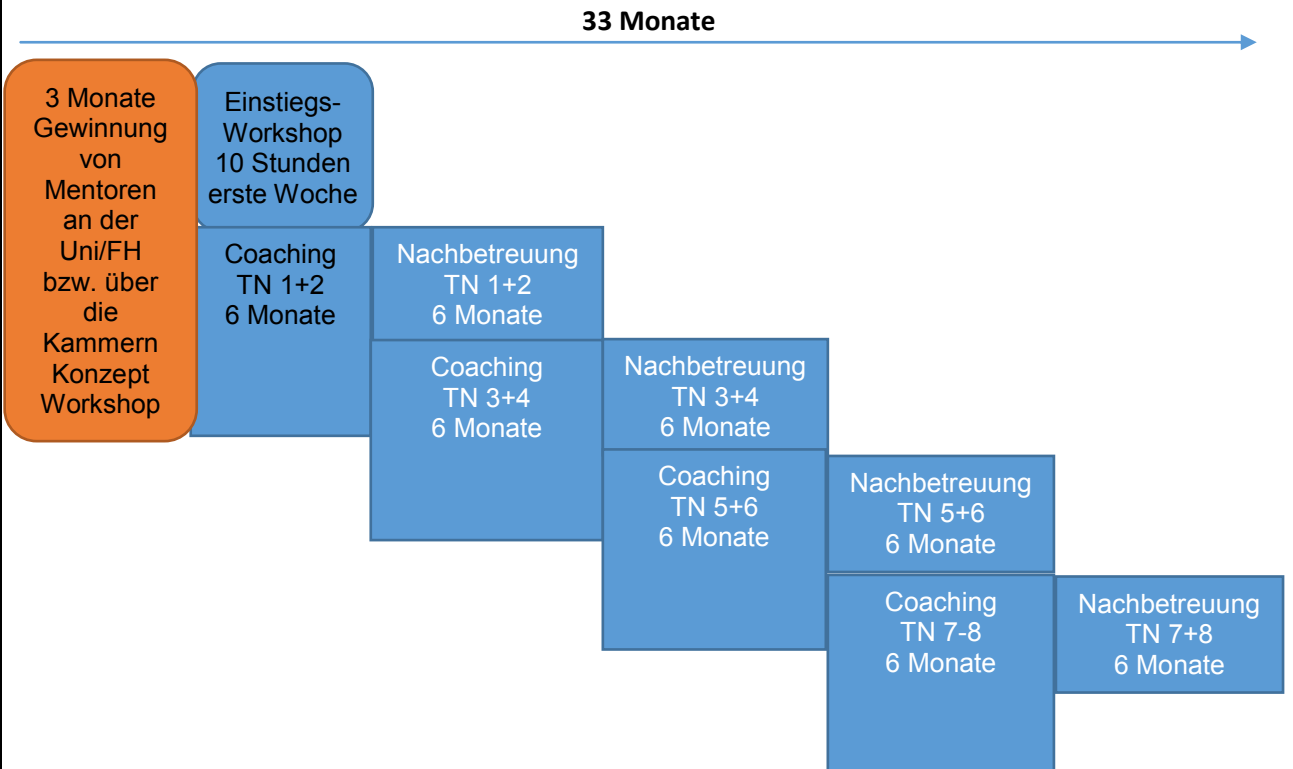 33 Monate
3 Monate
Gewinnung
von
Mentoren
an der
Uni/FH
bzw. über
die
Kammern
Konzept
Workshop
Einstiegs-
Workshop
10 Stunden
erste Woche
Coaching
TN 1+2
6 Monate
Nachbetreuung
TN 1+2
6 Monate
Coaching
TN 3+4
6 Monate
Nachbetreuung
TN 3+4
6 Monate
Coaching
TN 5+6
6 Monate
Nachbetreuung
TN 5+6
6 Monate
Coaching
TN 7-8
6 Monate
Nachbetreuung
TN 7+8
6 Monate